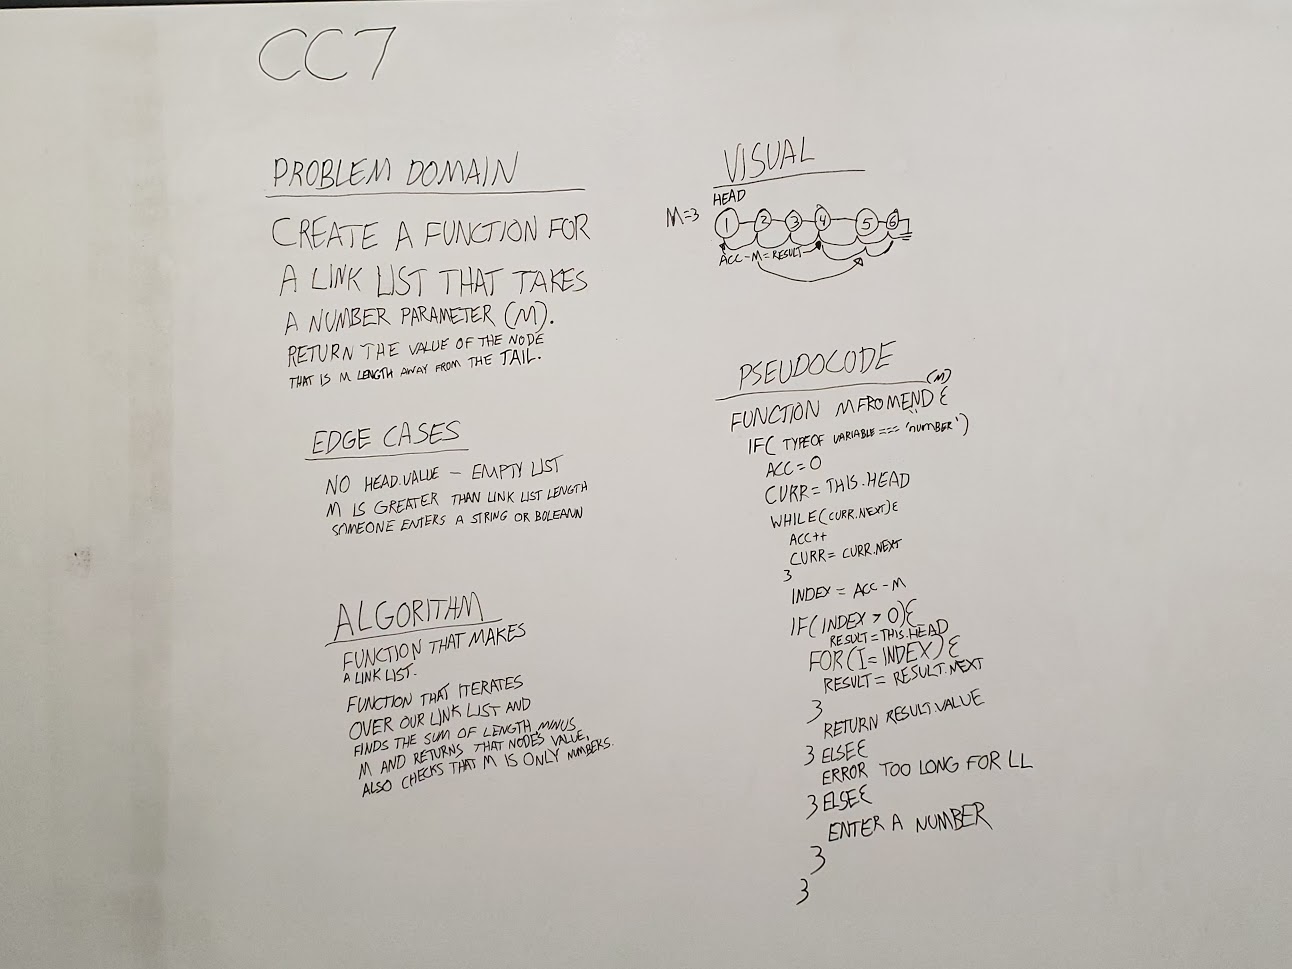 CC7
PROBLEM DOMAIN
CREATE A FUNCTION FOR
A LINK LIST THAT TAKES
A NUMBER PARAMETER (M).
RETURN THE VALUE OF THE NODE
THAT IS M LENGTH AWAY FROM THE TAIL.
EDGE CASES
NO HEAD.VALUE — EMPTY LIST
M IS GREATER THAN LINK LIST LENGTH
SOMEONE ENTERS A STRING OR BOLEANN
ALGORITHM
FUNCTION THAT MAKES
A LINK LIST.
FUNCTION THAT ITERATES
OVER OUR LINK LIST AND
FINDS THE SUM OF LENGTH MINUS
M AND RETURNS THAT NODES VALUE,
ALSO CHECKS THAT M IS ONLY NUMBERS.
VISUAL
HEAD
M=3 1 2 3 4 5 6
ACC-M=RESULT
PSEUDOCODE
FUNCTION MFROMEND(M){
IF( TYPEOF VARIABLE === 'NUMBER')
ACC=0
CURR=THIS.HEAD
WHILE(CURR.NEXT){
ACC++
CURR= CURR.NEXT
}
INDEX = ACC-M
IF(INDEX > 0){
RESULT=THIS.HEAD
FOR(I=INDEX){
RESULT= RESULT.NEXT
}
RETURN RESULT.VALUE
} ELSE{
ERROR TOO LONG FOR LL
} ELSE{
ENTER A NUMBER
}
}